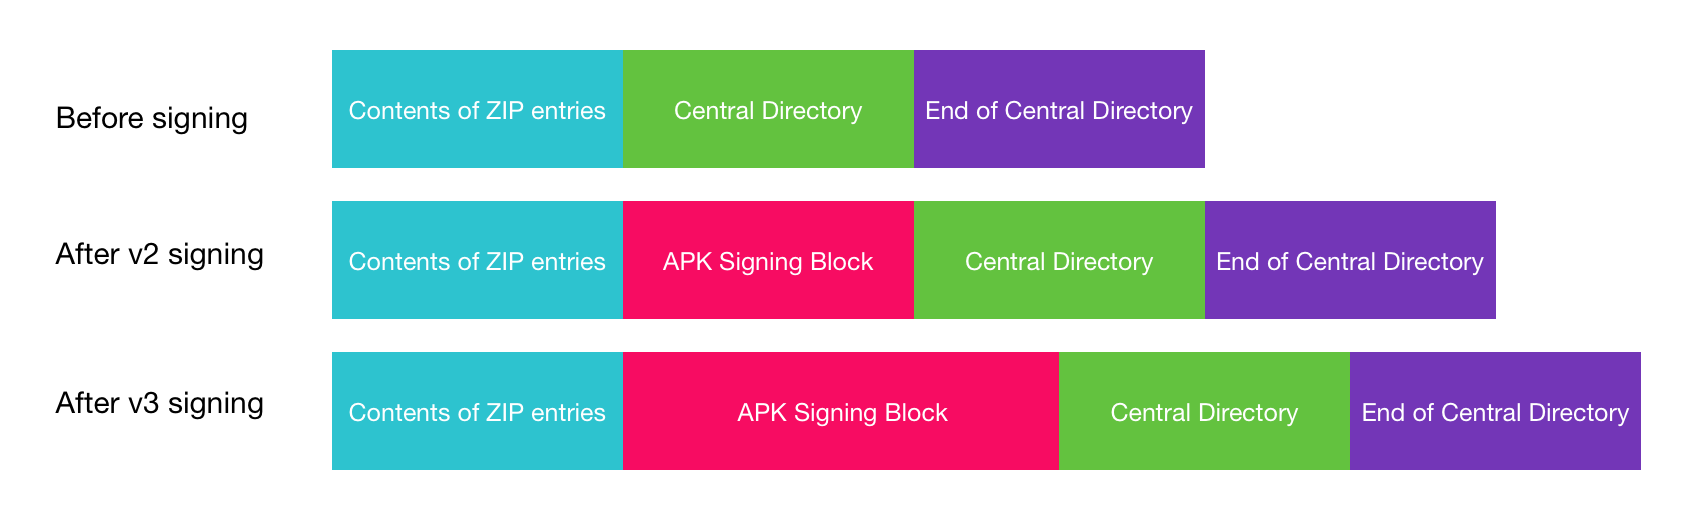 Before signing
Contents of ZIP entries
Central Directory
End of Central Directory
After v2 signing
Contents of ZIP entries
APK Signing Block
Central Directory
End of Central Directory
After v3 signing
Contents of ZIP entries
APK Signing Block
Central Directory
End of Central Directory